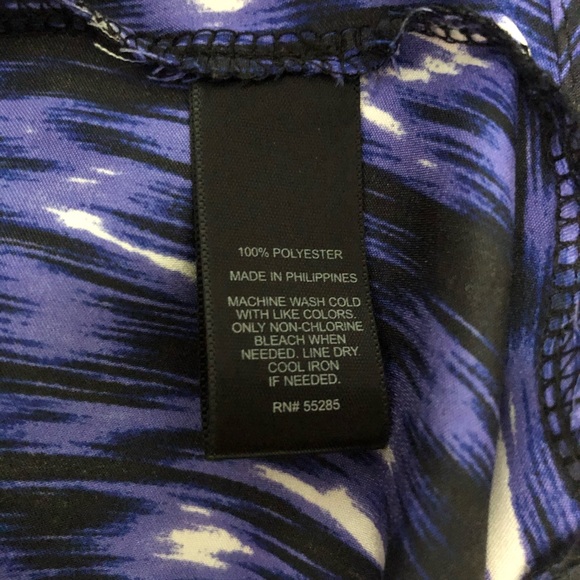 100% POLYESTER
MADE IN PHILIPPINES
MACHINE WASH COLD
WITH LIKE COLORS.
ONLY NON-CHLORINE
BLEACH WHEN
NEEDED. LINE DRY.
COOL IRON
IF NEEDED.
RN# 55285